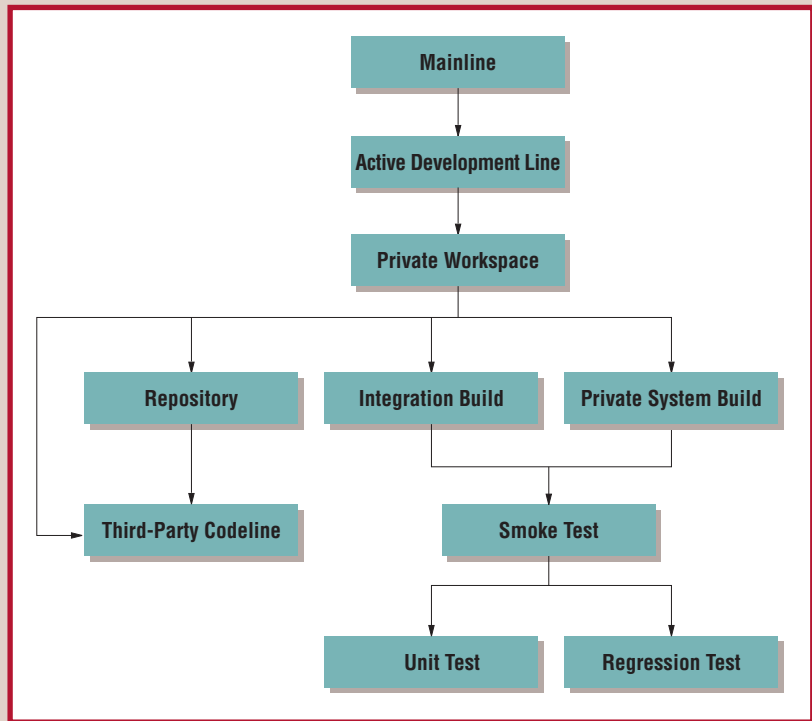 Mainline
Active Development Line
Private Workspace
Repository
Integration Build
Private System Build
Third-Party Codeline
Smoke Test
Unit Test
Regression Test